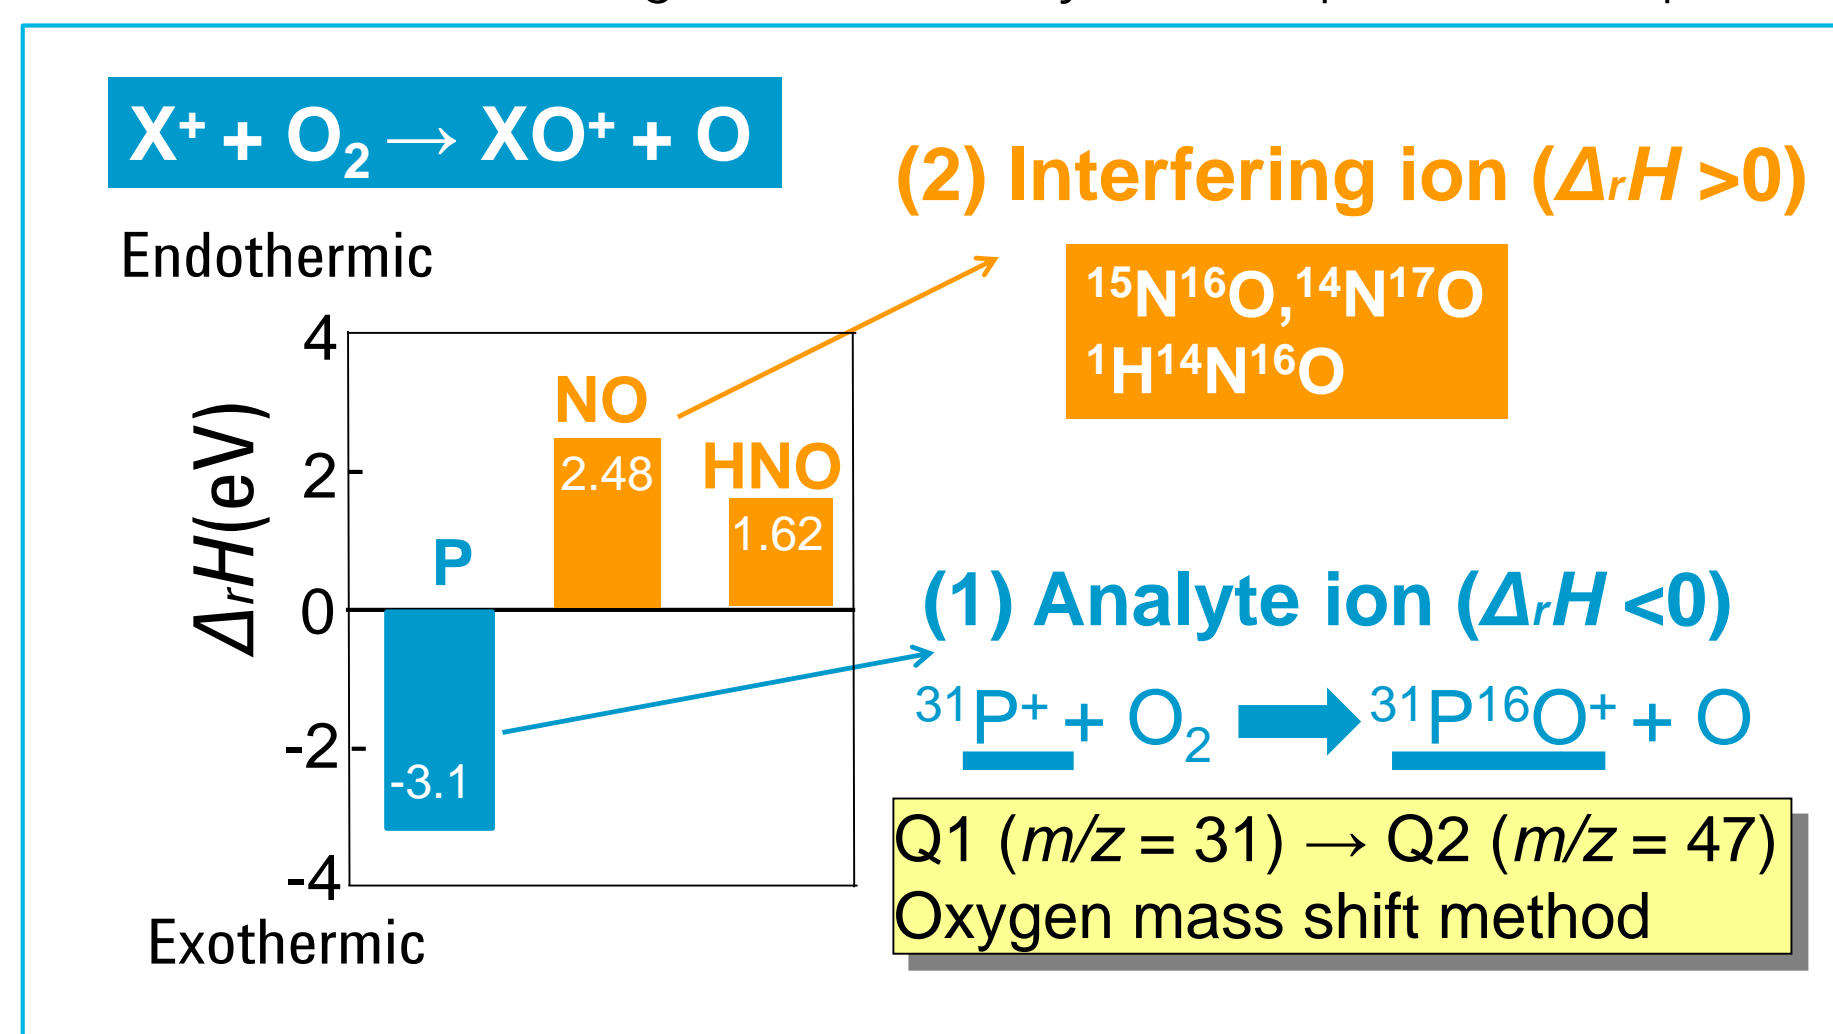 X⁺ + O₂ → XO⁺ + O
(2) Interfering ion (ΔrH >0)
¹⁵N¹⁶O,¹⁴N¹⁷O
¹H¹⁴N¹⁶O
Endothermic
ΔrH(eV)
4
2
0
-2
-4
P
NO
HNO
-3.1
2.48
1.62
Exothermic
(1) Analyte ion (ΔrH <0)
³¹P⁺ + O₂ ➡ ³¹P¹⁶O⁺ + O
Q1 (m/z = 31) → Q2 (m/z = 47)
Oxygen mass shift method